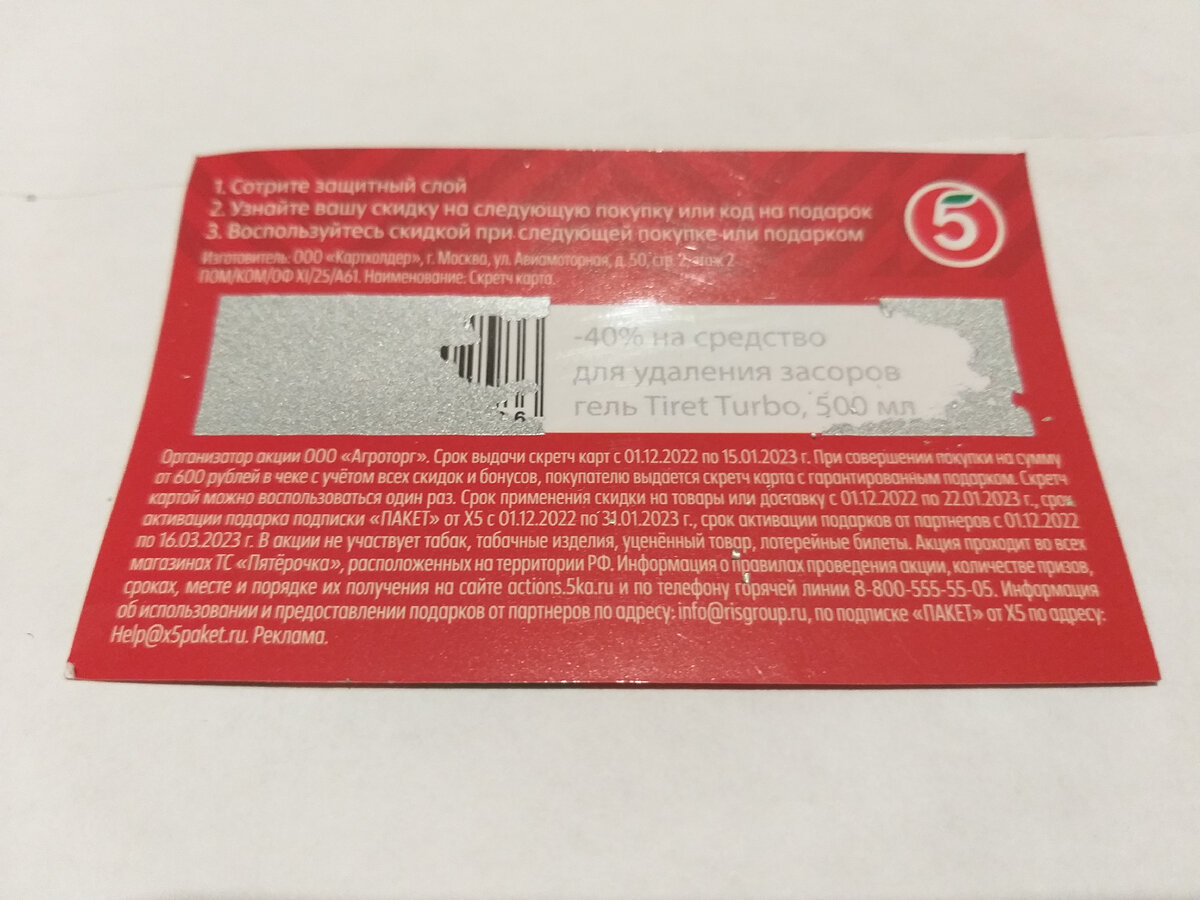 1. Сотрите защитный слой
2. Узнайте вашу скидку на следующую покупку или код на подарок
3. Воспользуйтесь скидкой при следующей покупке или подарком
5
Изготовитель: ООО «Картхолдер», г. Москва, ул. Авиамоторная, д. 50, стр. 2, этаж 2
ПОМ/КОМ/ОФ XI/25/А61. Наименование: Скретч карта.
-40% на средство
для удаления засоров
гель Tiret Turbo, 500 мл
6
Организатор акции ООО «Агроторг». Срок выдачи скретч карт с 01.12.2022 по 15.01.2023 г. При совершении покупки на сумму
от 600 рублей в чеке с учётом всех скидок и бонусов, покупателю выдается скретч карта с гарантированным подарком. Скретч
картой можно воспользоваться один раз. Срок применения скидки на товары или доставку с 01.12.2022 по 22.01.2023 г., срок
активации подарка подписки «ПАКЕТ» от X5 с 01.12.2022 по 31.01.2023 г., срок активации подарков от партнеров с 01.12.2022
по 16.03.2023 г. В акции не участвует табак, табачные изделия, уценённый товар, лотерейные билеты. Акция проходит во всех
магазинах ТС «Пятёрочка», расположенных на территории РФ. Информация о правилах проведения акции, количестве призов,
сроках, месте и порядке их получения на сайте actions.5ka.ru и по телефону горячей линии 8-800-555-55-05. Информация
об использовании и предоставлении подарков от партнеров по адресу: info@risgroup.ru, по подписке «ПАКЕТ» от X5 по адресу:
Help@x5paket.ru. Реклама.